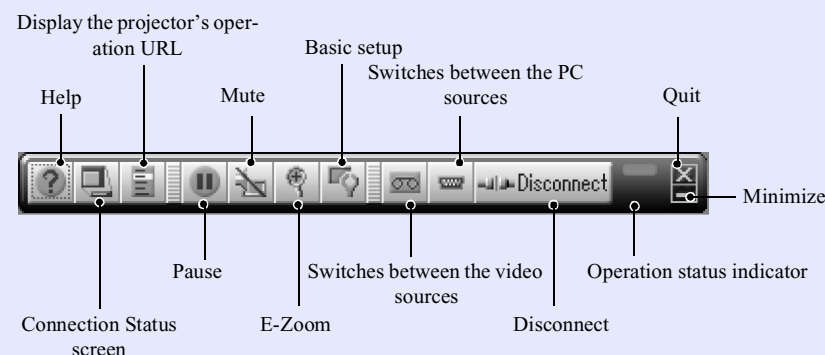 Display the projector's oper-
ation URL
Basic setup
Switches between the PC
sources
Help
Mute
Quit
Disconnect
Minimize
Pause
Switches between the video
sources
Operation status indicator
Connection Status
screen
E-Zoom
Disconnect